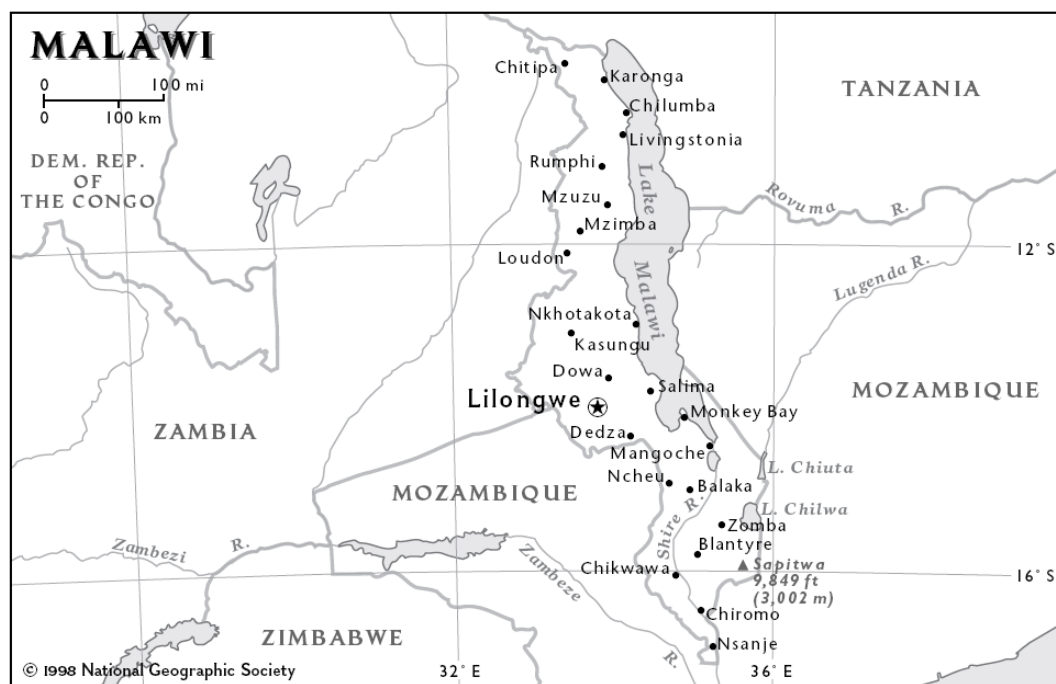 MALAWI
0 100 mi
0 100 km
Chitipa
Karonga
Chilumba
Livingstonia
TANZANIA
DEM. REP.
OF
THE CONGO
Rumphi
Mzuzu
Mzimba
Loudon
Lake Malawi
Rovuma R.
12° S
Lugenda R.
Nkhotakota
Kasungu
Dowa
Salima
Lilongwe
Monkey Bay
MOZAMBIQUE
ZAMBIA
Dedza
Mangoche
L. Chiuta
Ncheu
Balaka
MOZAMBIQUE
L. Chilwa
Zomba
Shire R.
Blantyre
Zambezi R.
Zambeze R.
Chikwawa
Sapitwa
9,849 ft
(3,002 m)
16° S
Chiromo
ZIMBABWE
Nsanje
© 1998 National Geographic Society
32° E
36° E